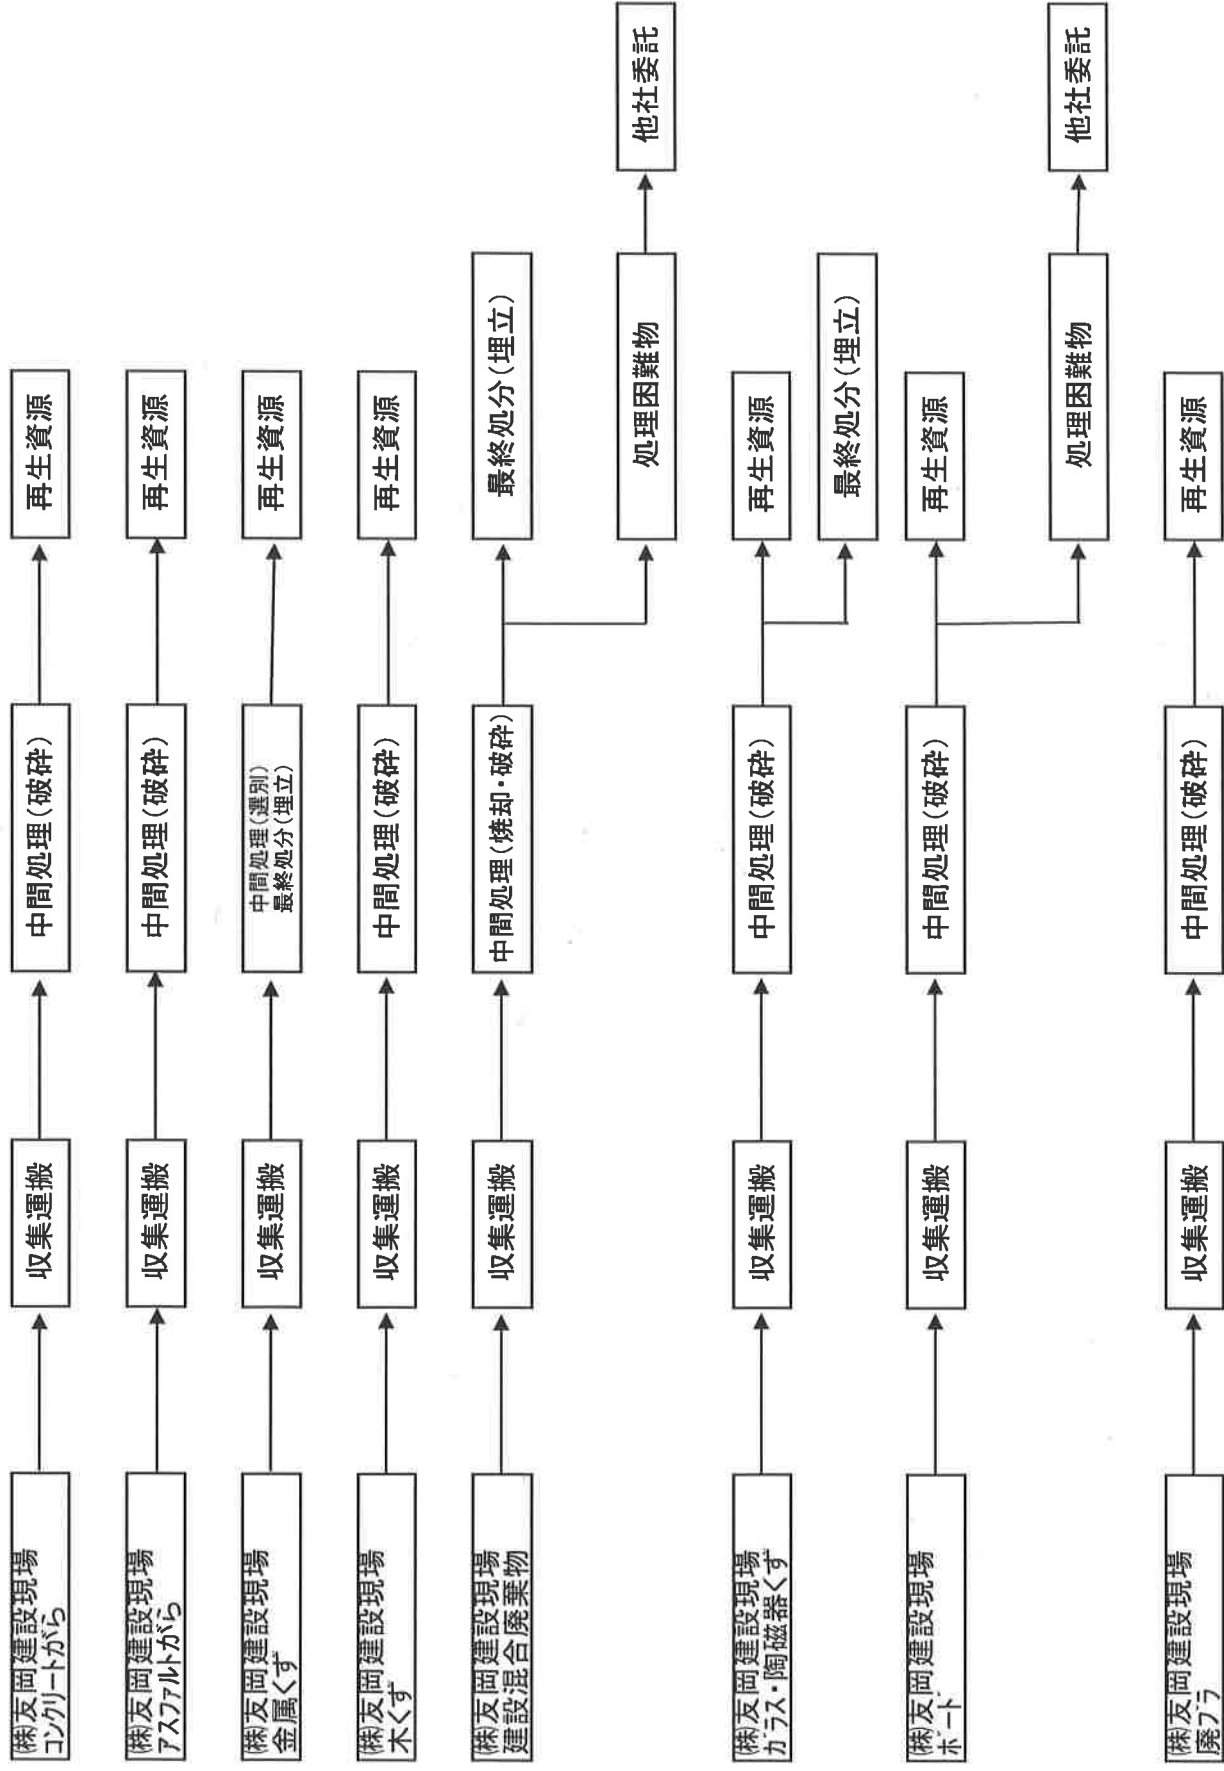 ㈱友岡建設現場
コンクリートがら
収集運搬
中間処理(破砕)
再生資源
㈱友岡建設現場
アスファルトがら
収集運搬
中間処理(破砕)
再生資源
㈱友岡建設現場
金属くず
収集運搬
中間処理(選別)
最終処分(埋立)
再生資源
㈱友岡建設現場
木くず
収集運搬
中間処理(破砕)
再生資源
㈱友岡建設現場
建設混合廃棄物
収集運搬
中間処理(焼却・破砕)
最終処分(埋立)
処理困難物
他社委託
㈱友岡建設現場
ガラス・陶磁器くず
収集運搬
中間処理(破砕)
再生資源
最終処分(埋立)
㈱友岡建設現場
ボード
収集運搬
中間処理(破砕)
再生資源
処理困難物
他社委託
㈱友岡建設現場
廃プラ
収集運搬
中間処理(破砕)
再生資源